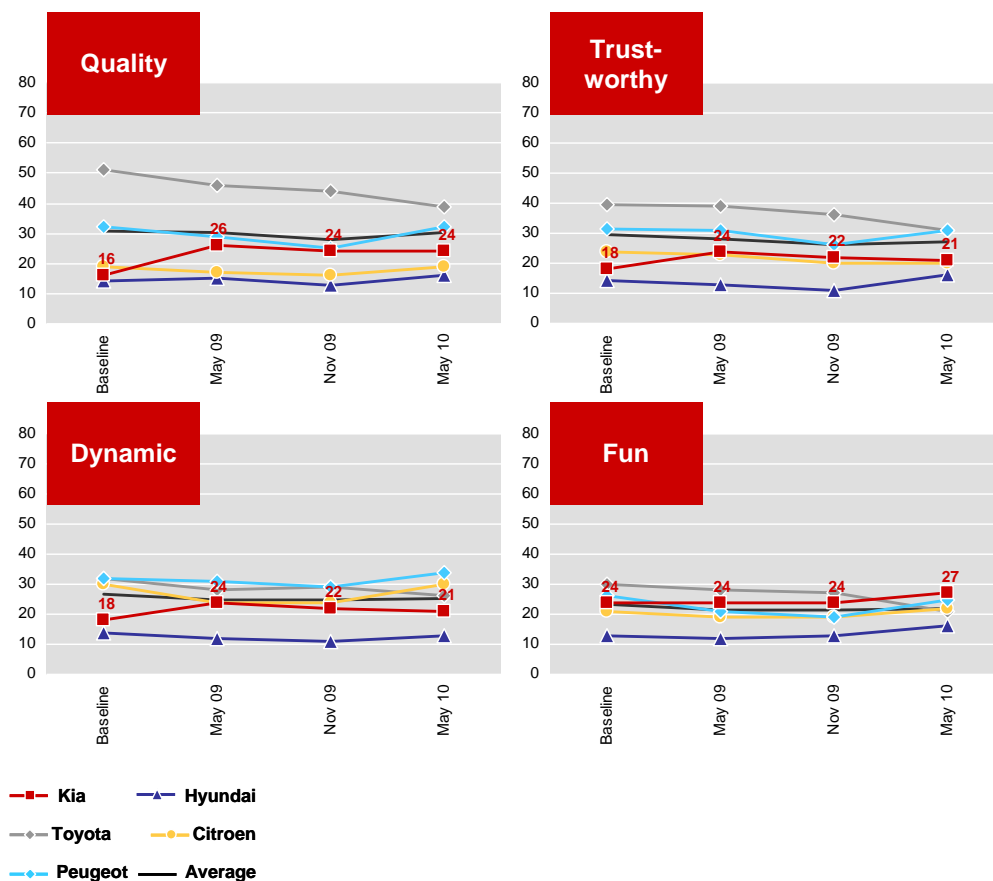 Quality
80
70
60
50
40
30
20
10
0
16
26
24
24
Baseline
May 09
Nov 09
May 10
Trust-
worthy
80
70
60
50
40
30
20
10
0
18
24
22
21
Baseline
May 09
Nov 09
May 10
Dynamic
80
70
60
50
40
30
20
10
0
18
24
22
21
Baseline
May 09
Nov 09
May 10
Fun
80
70
60
50
40
30
20
10
0
24
24
24
27
Baseline
May 09
Nov 09
May 10
Kia Hyundai
Toyota Citroen
Peugeot Average